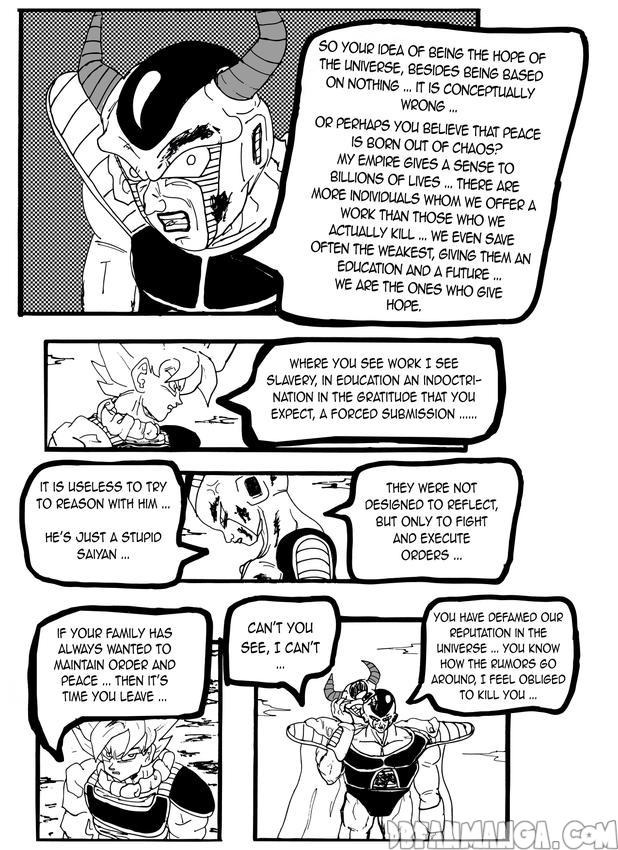 SO YOUR IDEA OF BEING THE HOPE OF
THE UNIVERSE, BESIDES BEING BASED
ON NOTHING ... IT IS CONCEPTUALLY
WRONG ...
OR PERHAPS YOU BELIEVE THAT PEACE
IS BORN OUT OF CHAOS?
MY EMPIRE GIVES A SENSE TO
BILLIONS OF LIVES ... THERE ARE
MORE INDIVIDUALS WHOM WE OFFER A
WORK THAN THOSE WHO WE
ACTUALLY KILL ... WE EVEN SAVE
OFTEN THE WEAKEST, GIVING THEM AN
EDUCATION AND A FUTURE ...
WE ARE THE ONES WHO GIVE
HOPE.
WHERE YOU SEE WORK I SEE
SLAVERY, IN EDUCATION AN INDOCTRI-
NATION IN THE GRATITUDE THAT YOU
EXPECT, A FORCED SUBMISSION ......
IT IS USELESS TO TRY
TO REASON WITH HIM ...
HE'S JUST A STUPID
SAIYAN ...
THEY WERE NOT
DESIGNED TO REFLECT,
BUT ONLY TO FIGHT
AND EXECUTE
ORDERS ...
IF YOUR FAMILY HAS
ALWAYS WANTED TO
MAINTAIN ORDER AND
PEACE ... THEN IT'S
TIME YOU LEAVE ...
CAN'T YOU
SEE, I CAN'T
...
YOU HAVE DEFAMED OUR
REPUTATION IN THE
UNIVERSE ... YOU KNOW
HOW THE RUMORS GO
AROUND, I FEEL OBLIGED
TO KILL YOU ...
DBFANMANGA.COM